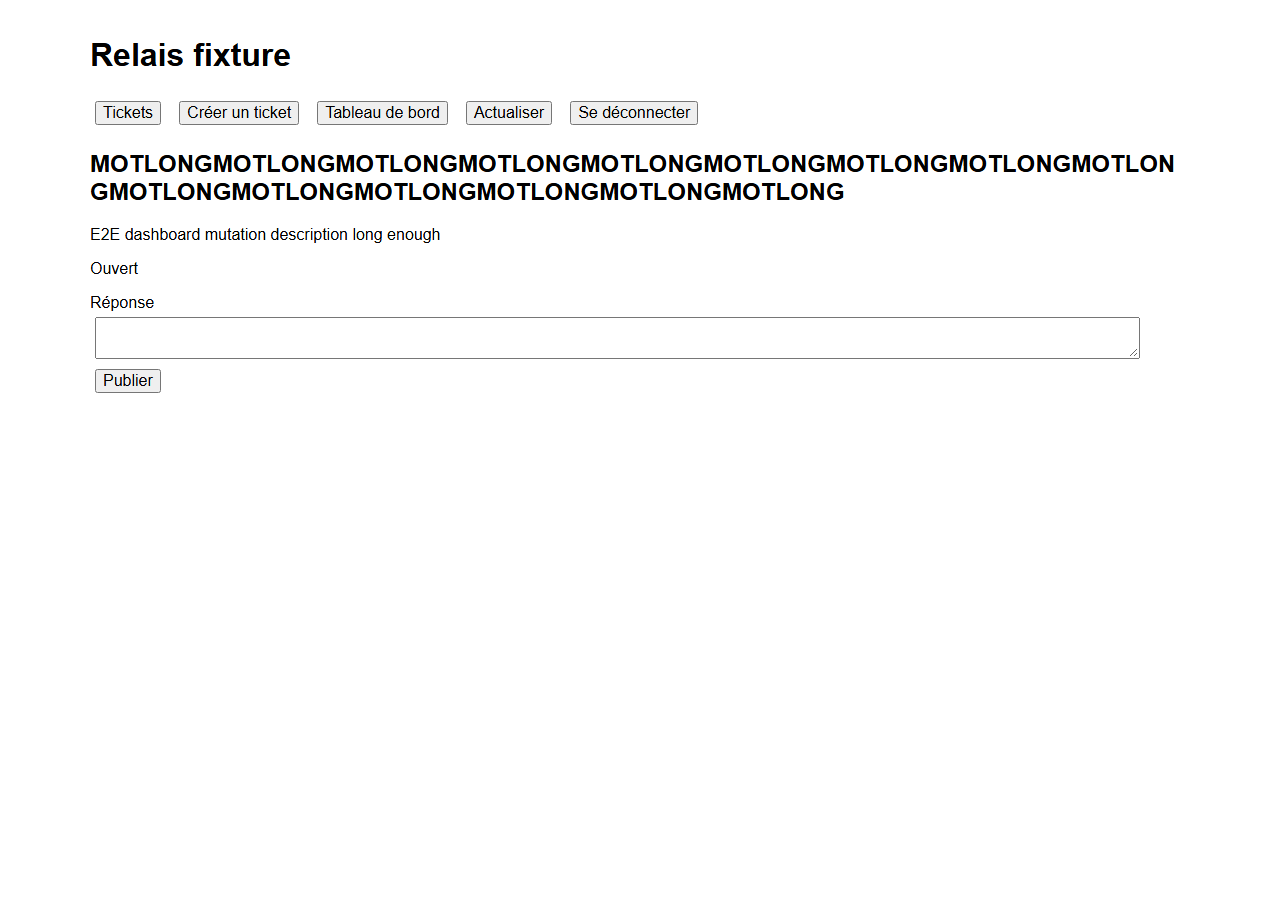 Relais fixture
Tickets Créer un ticket Tableau de bord Actualiser Se déconnecter
MOTLONGMOTLONGMOTLONGMOTLONGMOTLONGMOTLONGMOTLONGMOTLONGMOTLON
GMOTLONGMOTLONGMOTLONGMOTLONGMOTLONGMOTLONG
E2E dashboard mutation description long enough
Ouvert
Réponse
Publier